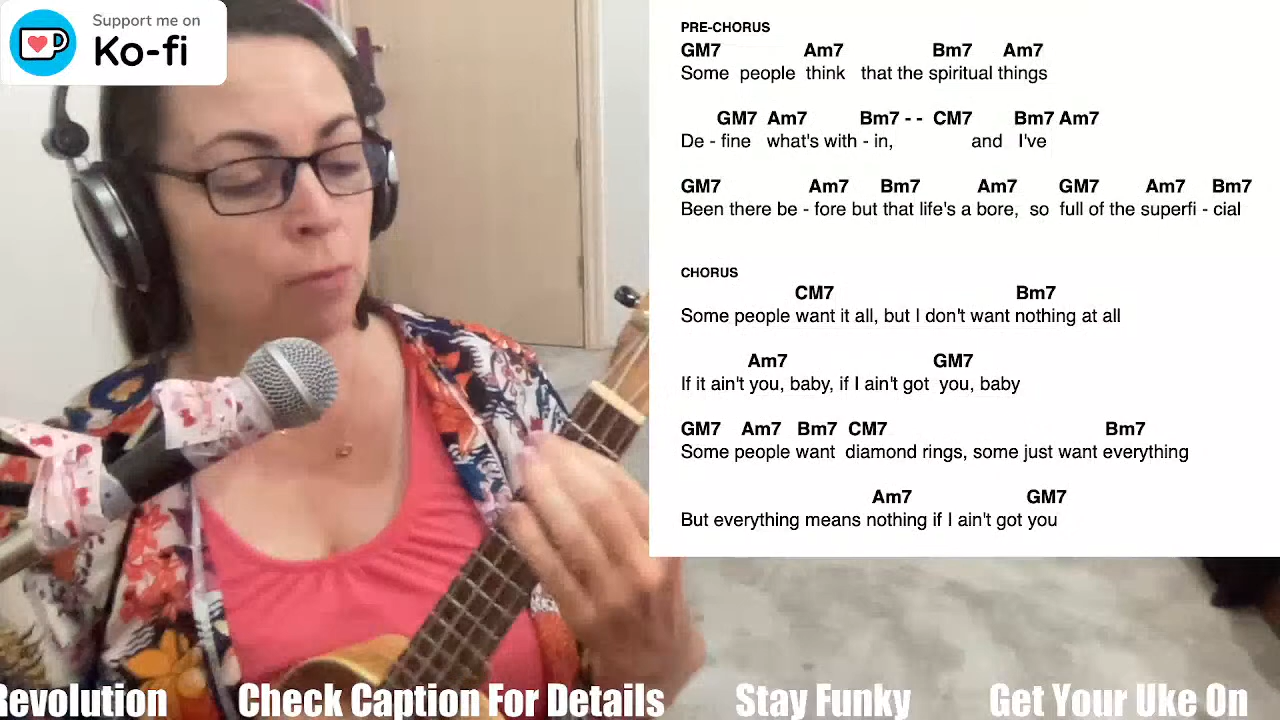 Support me on
Ko-fi
PRE-CHORUS
GM7 Am7 Bm7 Am7
Some people think that the spiritual things
GM7 Am7 Bm7 - - CM7 Bm7 Am7
De - fine what's with - in, and I've
GM7 Am7 Bm7 Am7 GM7 Am7 Bm7
Been there be - fore but that life's a bore, so full of the superfi - cial
CHORUS
CM7 Bm7
Some people want it all, but I don't want nothing at all
Am7 GM7
If it ain't you, baby, if I ain't got you, baby
GM7 Am7 Bm7 CM7 Bm7
Some people want diamond rings, some just want everything
Am7 GM7
But everything means nothing if I ain't got you
Revolution Check Caption For Details Stay Funky Get Your Uke On